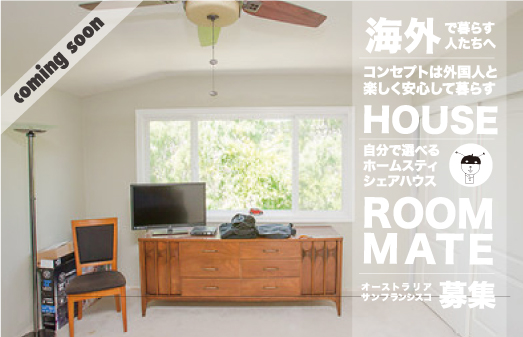 coming soon
海外で暮らす
人たちへ
コンセプトは外国人と
楽しく安心して暮らす
HOUSE
自分で選べる
ホームスティ
シェアハウス
ROOM
MATE
オーストラリア
サンフランシスコ
募集